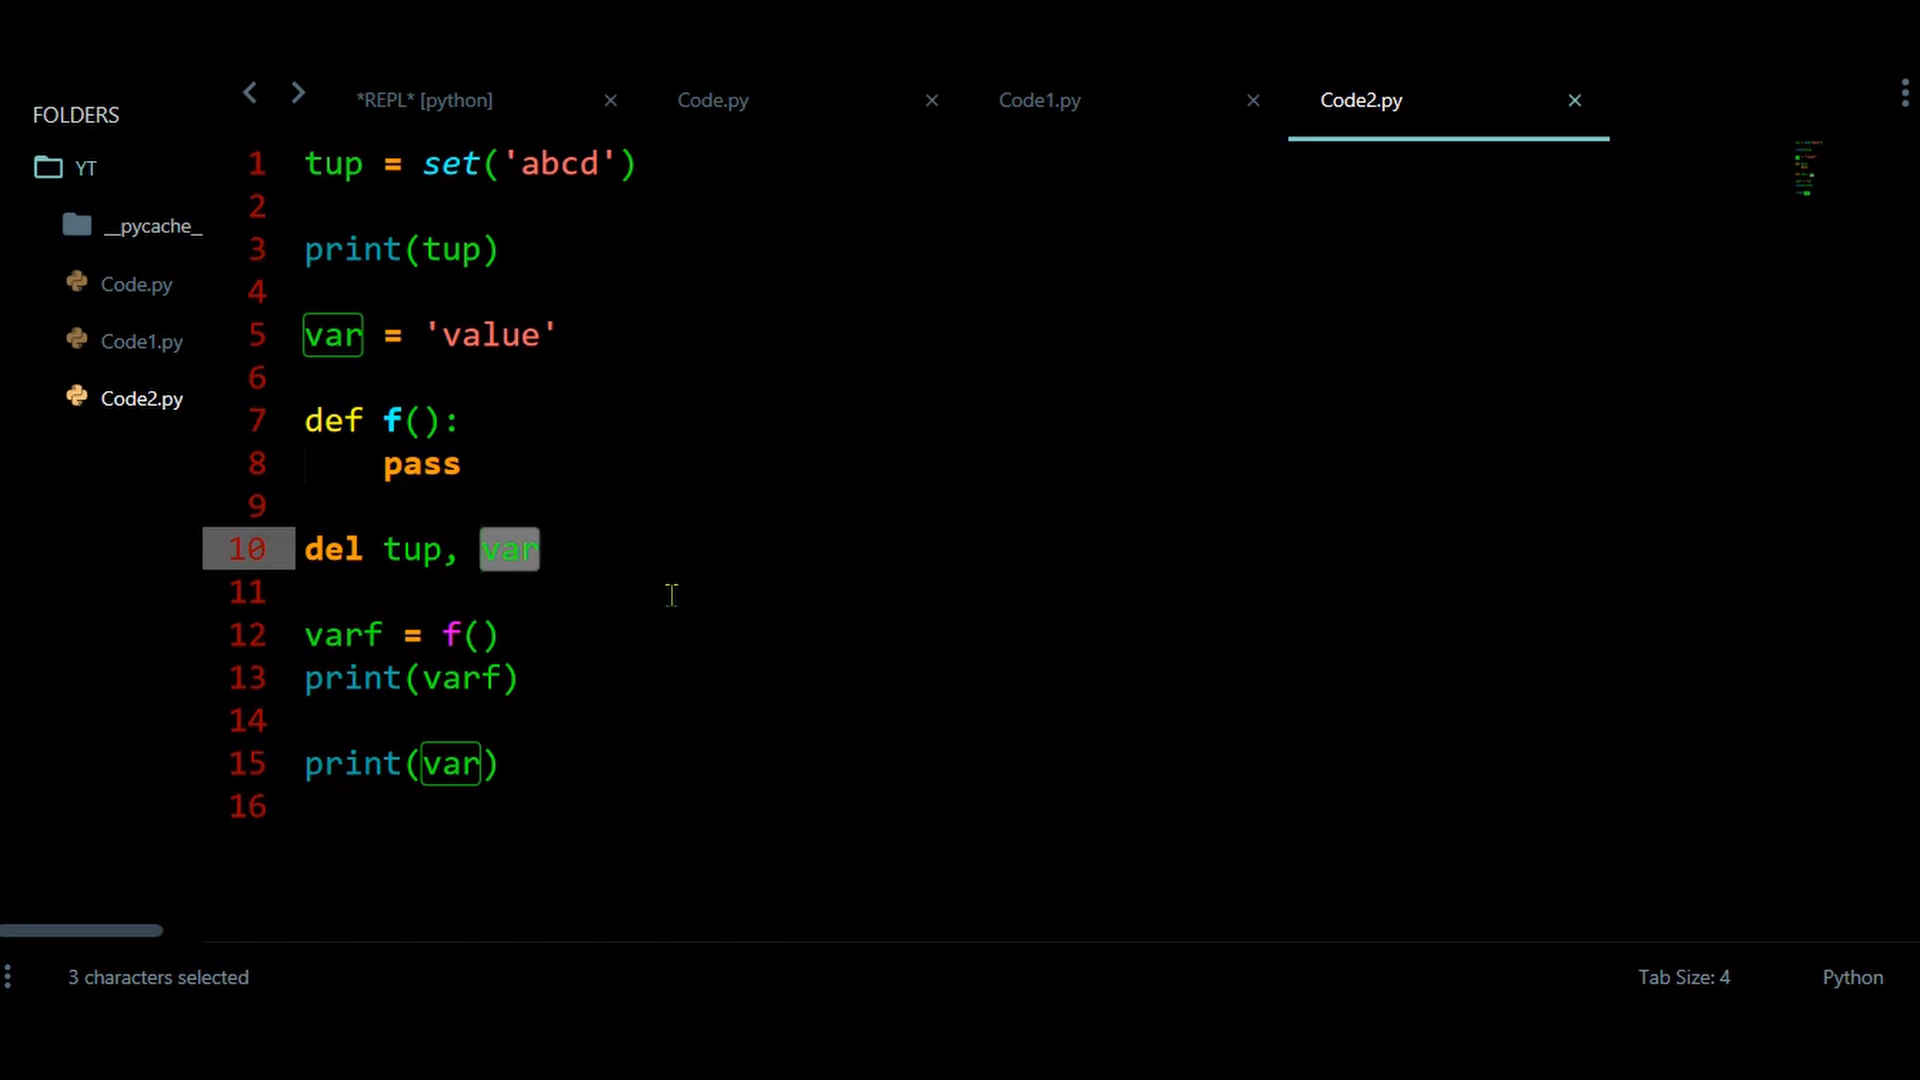 FOLDERS
YT
__pycache_
Code.py
Code1.py
Code2.py
*REPL* [python]
Code.py
Code1.py
Code2.py
1 tup = set('abcd')
2
3 print(tup)
4
5 var = 'value'
6
7 def f():
8     pass
9
10 del tup, var
11
12 varf = f()
13 print(varf)
14
15 print(var)
16
3 characters selected
Tab Size: 4
Python